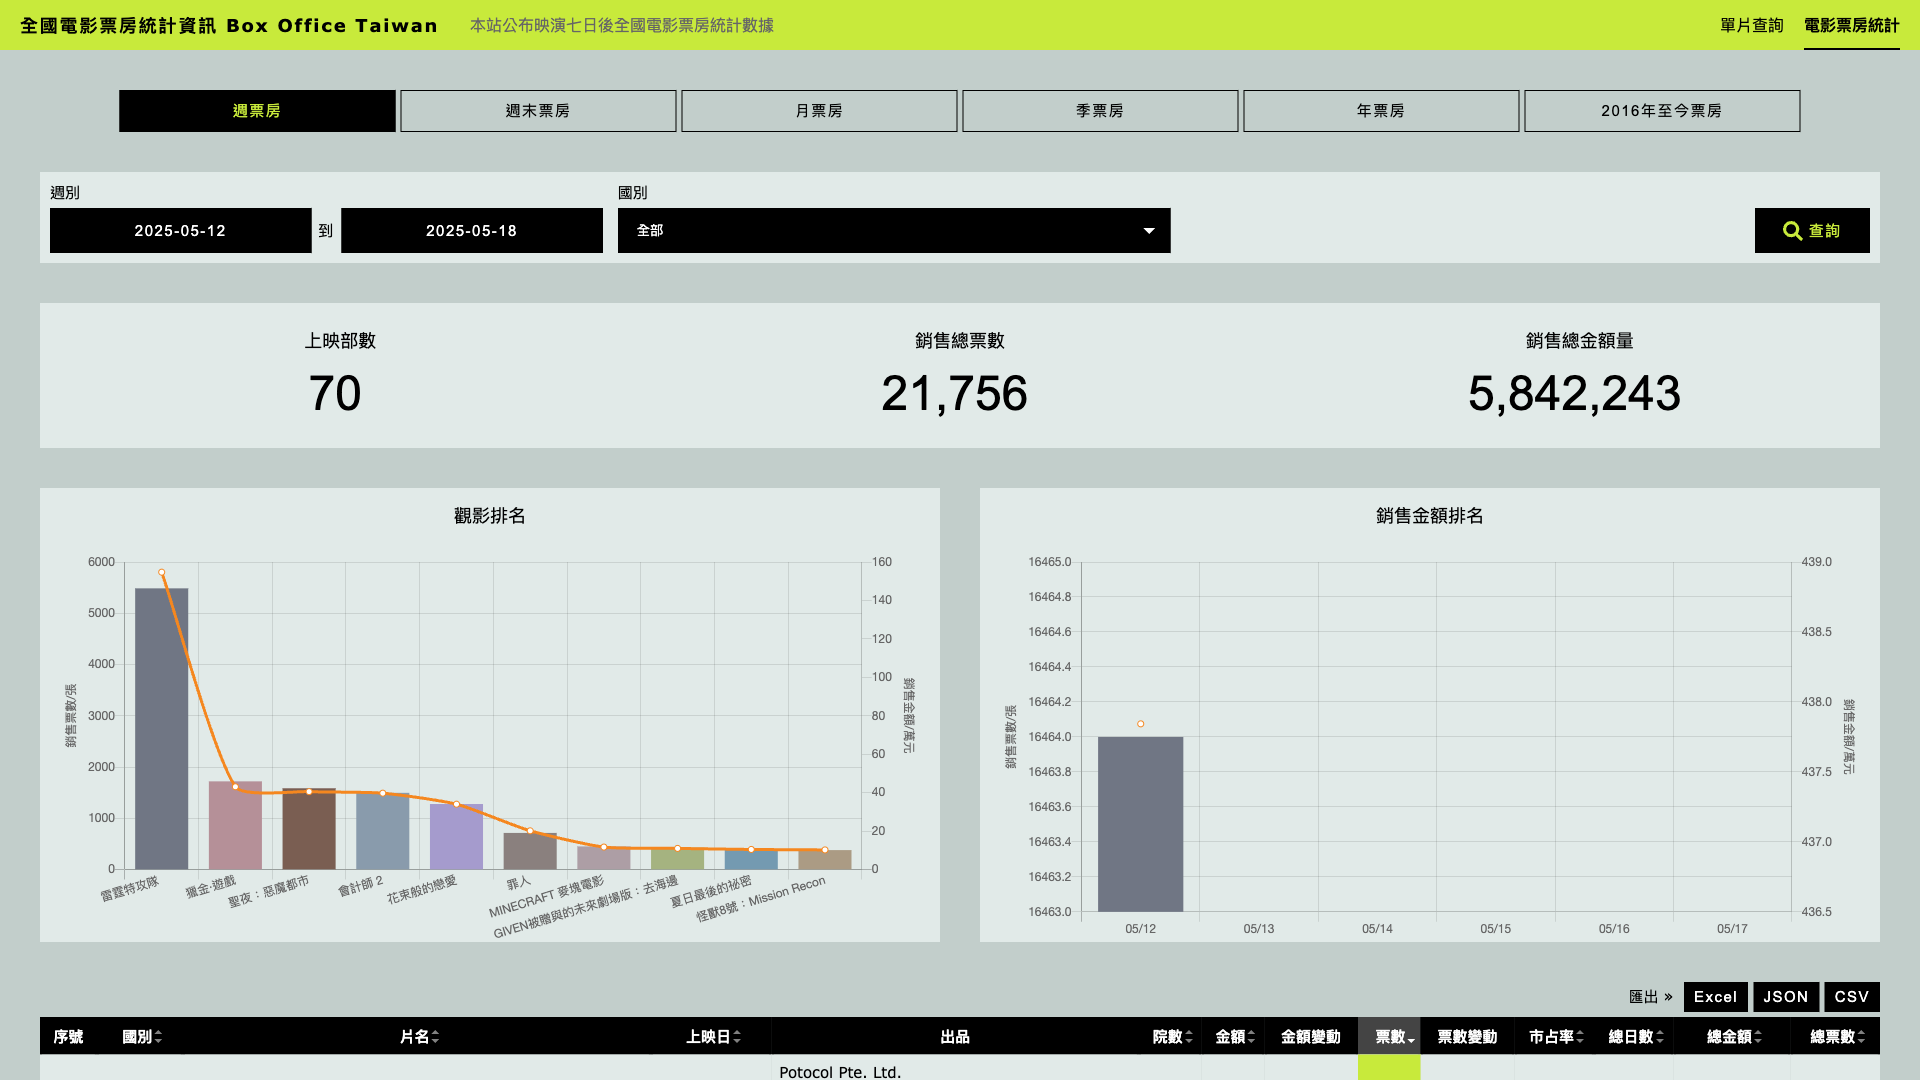 全國電影票房統計資訊 Box Office Taiwan
本站公布映演七日後全國電影票房統計數據
單片查詢
電影票房統計
週票房
週末票房
月票房
季票房
年票房
2016年至今票房
週別
國別
2025-05-12
到
2025-05-18
全部
查詢
上映部數
銷售總票數
銷售總金額量
70
21,756
5,842,243
觀影排名
6000
5000
4000
3000
2000
1000
0
銷售票數/張
160
140
120
100
80
60
40
20
0
銷售金額/萬元
雷霆特攻隊
獵金·遊戲
聖夜：惡魔都市
會計師 2
花束般的戀愛
罪人
MINECRAFT 麥塊電影
GIVEN被贈與的未來劇場版：去海邊
夏日最後的祕密
怪獸8號：Mission Recon
銷售金額排名
16465.0
16464.8
16464.6
16464.4
16464.2
16464.0
16463.8
16463.6
16463.4
16463.2
16463.0
銷售票數/張
439.0
438.5
438.0
437.5
437.0
436.5
銷售金額/萬元
05/12
05/13
05/14
05/15
05/16
05/17
匯出 »
Excel
JSON
CSV
序號
國別
片名
上映日
出品
院數
金額
金額變動
票數
票數變動
市占率
總日數
總金額
總票數
Potocol Pte. Ltd.